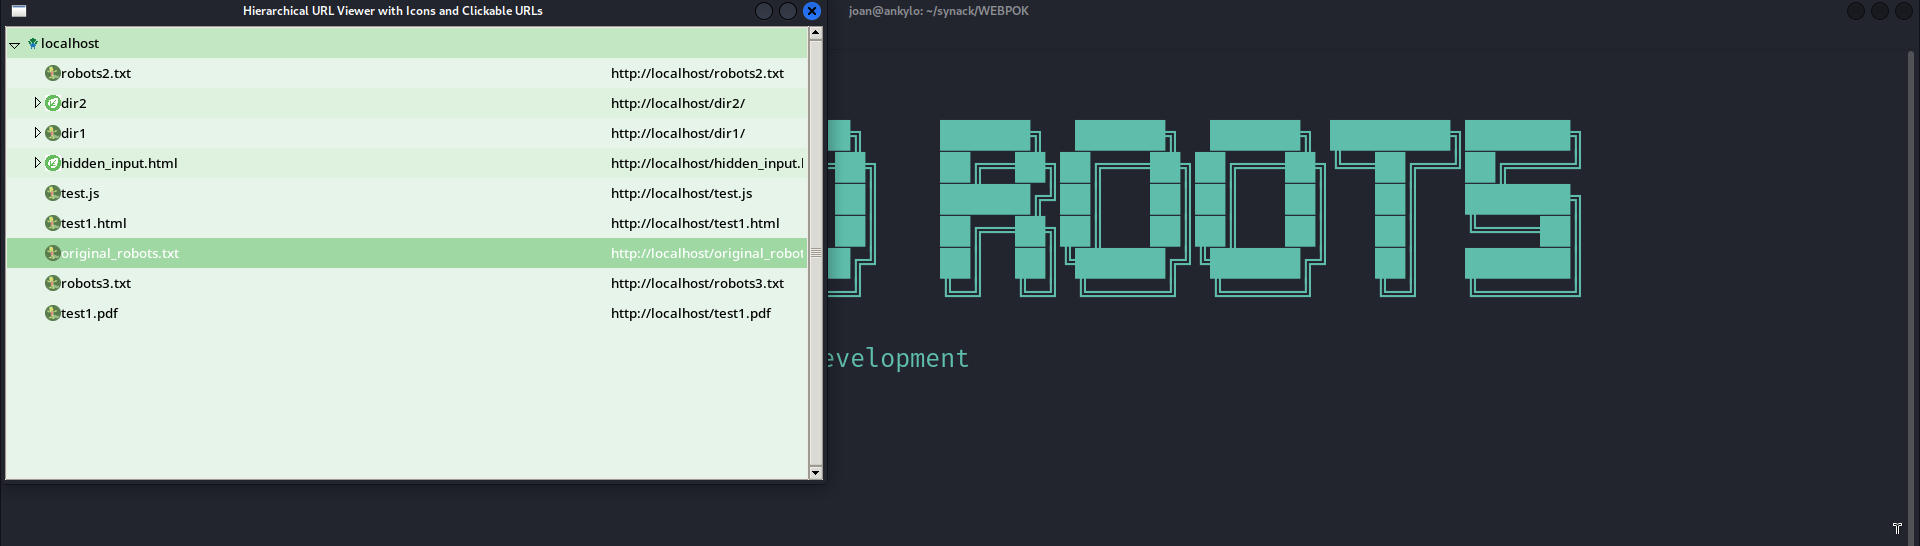 Hierarchical URL Viewer with Icons and Clickable URLs
joan@ankylo: ~/synack/WEBPOK
localhost
robots2.txt http://localhost/robots2.txt
dir2 http://localhost/dir2/
dir1 http://localhost/dir1/
hidden_input.html http://localhost/hidden_input.l
test.js http://localhost/test.js
test1.html http://localhost/test1.html
original_robots.txt http://localhost/original_robot
robots3.txt http://localhost/robots3.txt
test1.pdf http://localhost/test1.pdf
ROOTS
evelopment